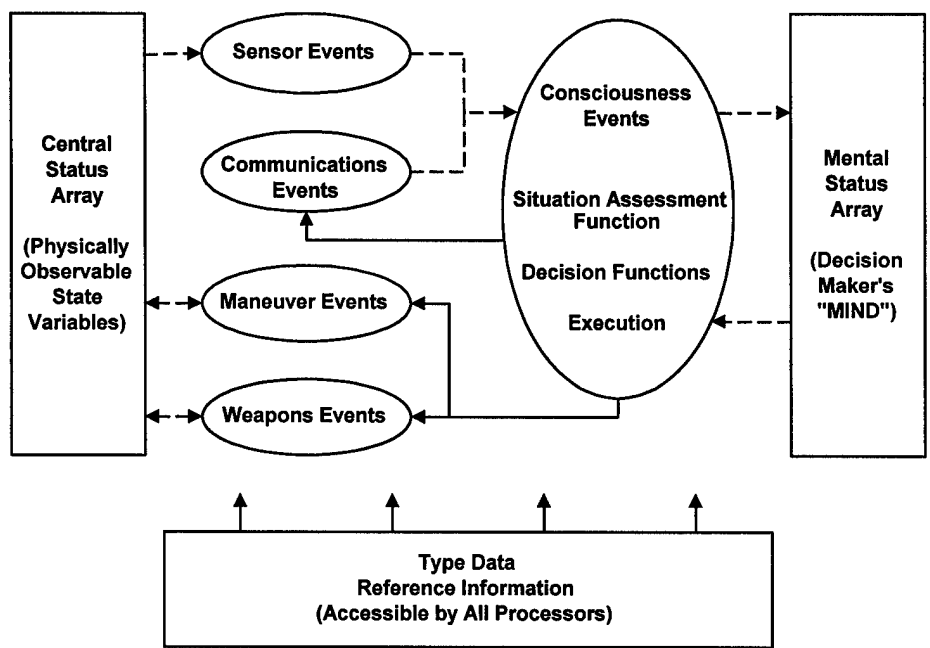 Central
Status
Array
(Physically
Observable
State
Variables)
Sensor Events
Communications
Events
Maneuver Events
Weapons Events
Consciousness
Events
Situation Assessment
Function
Decision Functions
Execution
Mental
Status
Array
(Decision
Maker's
"MIND")
Type Data
Reference Information
(Accessible by All Processors)